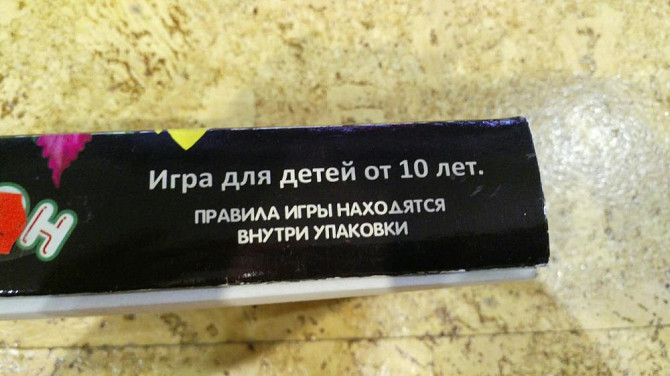 Игра для детей от 10 лет.
ПРАВИЛА ИГРЫ НАХОДЯТСЯ
ВНУТРИ УПАКОВКИ